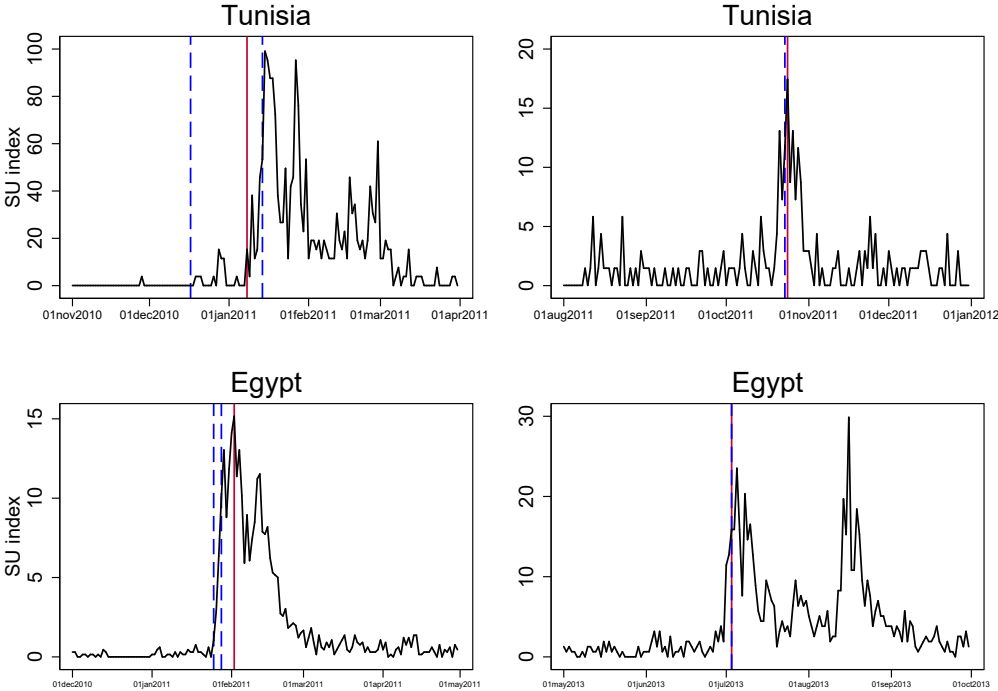 Tunisia
SU index
100
80
60
40
20
0
01nov2010 01dec2010 01jan2011 01feb2011 01mar2011 01apr2011
Tunisia
20
15
10
5
0
01aug2011 01sep2011 01oct2011 01nov2011 01dec2011 01jan2012
Egypt
SU index
15
10
5
0
01dec2010 01jan2011 01feb2011 01mar2011 01apr2011 01may2011
Egypt
30
20
10
0
01may2013 01jun2013 01jul2013 01aug2013 01sep2013 01oct2013